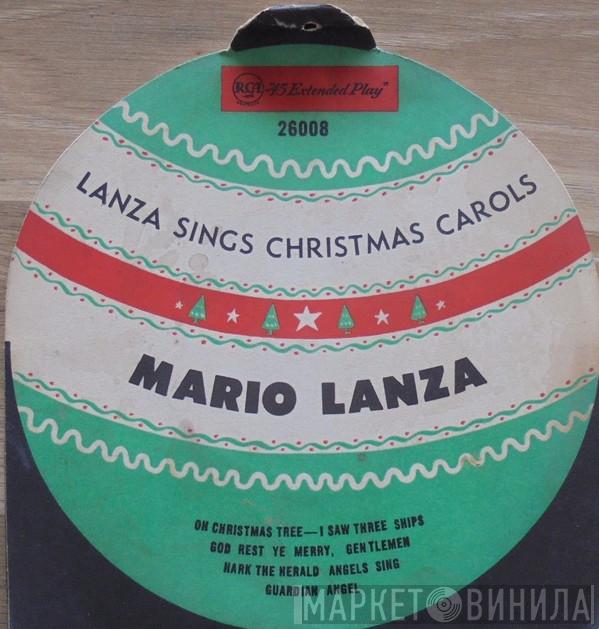 RCA "45 Extended Play"
26008
LANZA SINGS CHRISTMAS CAROLS
MARIO LANZA
OH CHRISTMAS TREE—I SAW THREE SHIPS
GOD REST YE MERRY, GENTLEMEN
HARK THE HERALD ANGELS SING
GUARDIAN ANGEL
МАРКЕТ ВИНИЛА